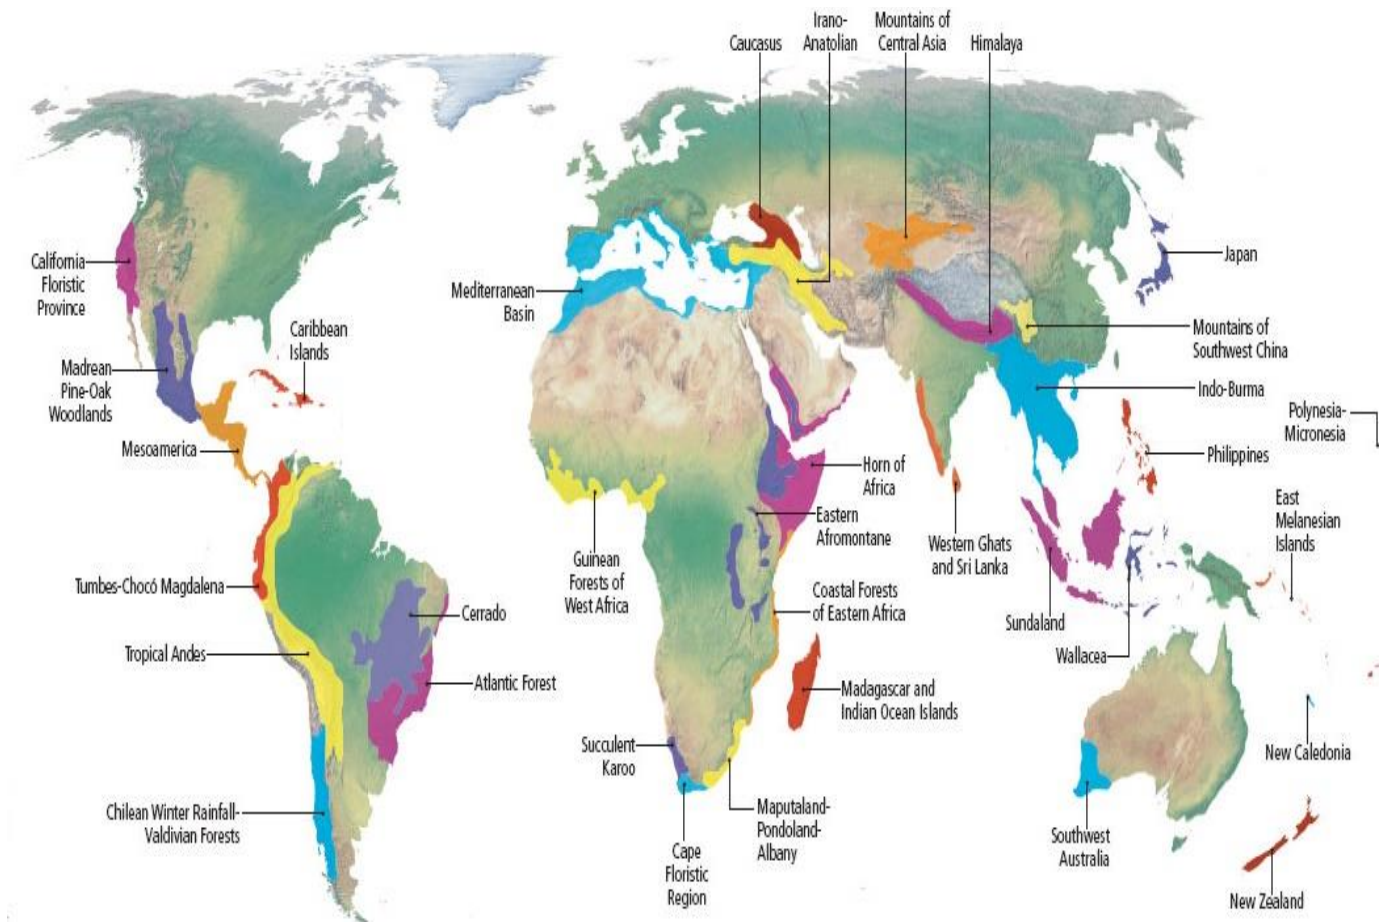 Irano-
Anatolian
Mountains of
Central Asia
Caucasus
Himalaya
California
Floristic
Province
Mediterranean
Basin
Japan
Caribbean
Islands
Mountains of
Southwest China
Madrean
Pine-Oak
Woodlands
Indo-Burma
Polynesia-
Micronesia
Mesoamerica
Philippines
Horn of
Africa
Eastern
Afromontane
East
Melanesian
Islands
Western Ghats
and Sri Lanka
Guinean
Forests of
West Africa
Tumbes-Chocó Magdalena
Cerrado
Coastal Forests
of Eastern Africa
Sundaland
Wallacea
Tropical Andes
Atlantic Forest
Madagascar and
Indian Ocean Islands
Succulent
Karoo
New Caledonia
Chilean Winter Rainfall-
Valdivian Forests
Maputaland-
Pondoland-
Albany
Cape
Floristic
Region
Southwest
Australia
New Zealand